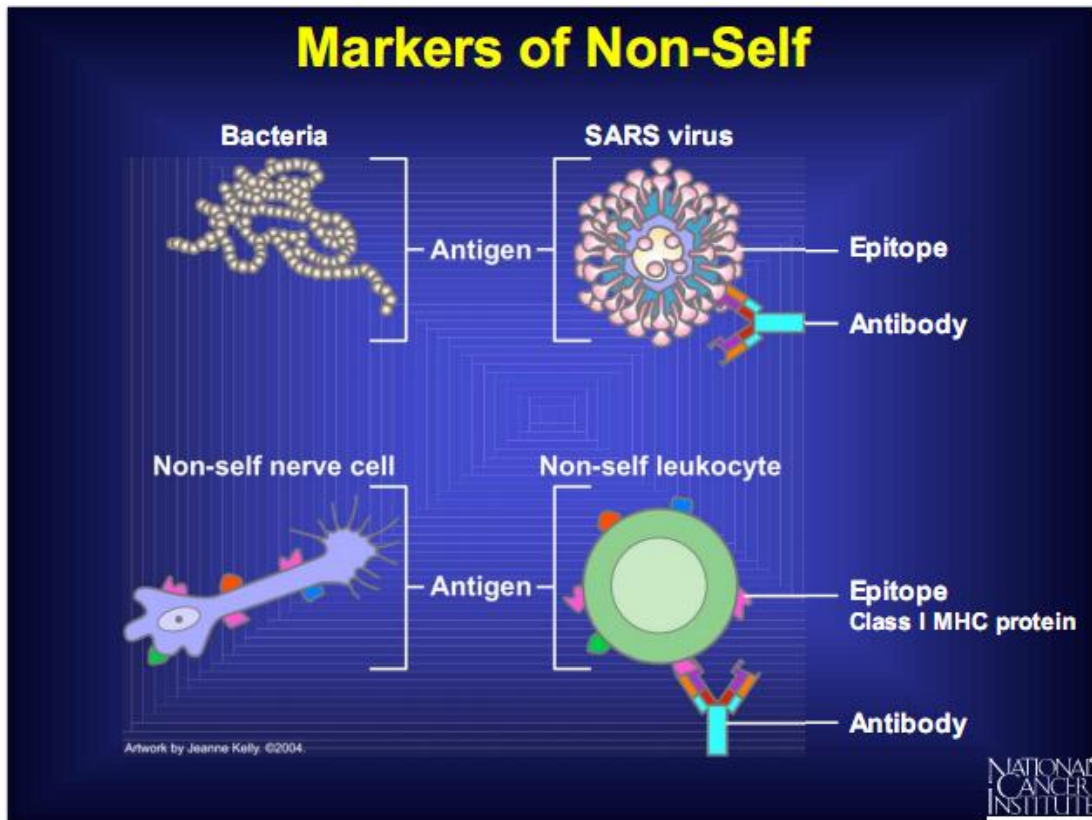 Markers of Non-Self
Bacteria
SARS virus
Antigen
Epitope
Antibody
Non-self nerve cell
Non-self leukocyte
Antigen
Epitope
Class I MHC protein
Antibody
Artwork by Jeanne Kelly. ©2004.
NATIONAL
CANCER
INSTITUTE